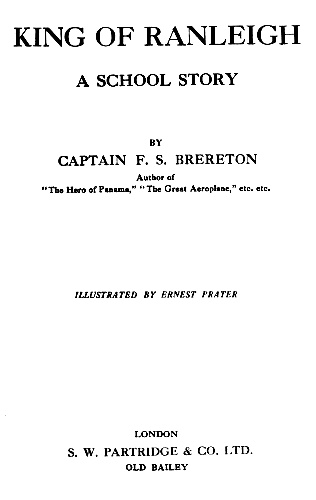 KING OF RANLEIGH
A SCHOOL STORY
BY
CAPTAIN F. S. BRERETON
Author of
"The Hero of Panama," "The Great Aeroplane," etc. etc.
ILLUSTRATED BY ERNEST PRATER
LONDON
S. W. PARTRIDGE & CO. LTD.
OLD BAILEY